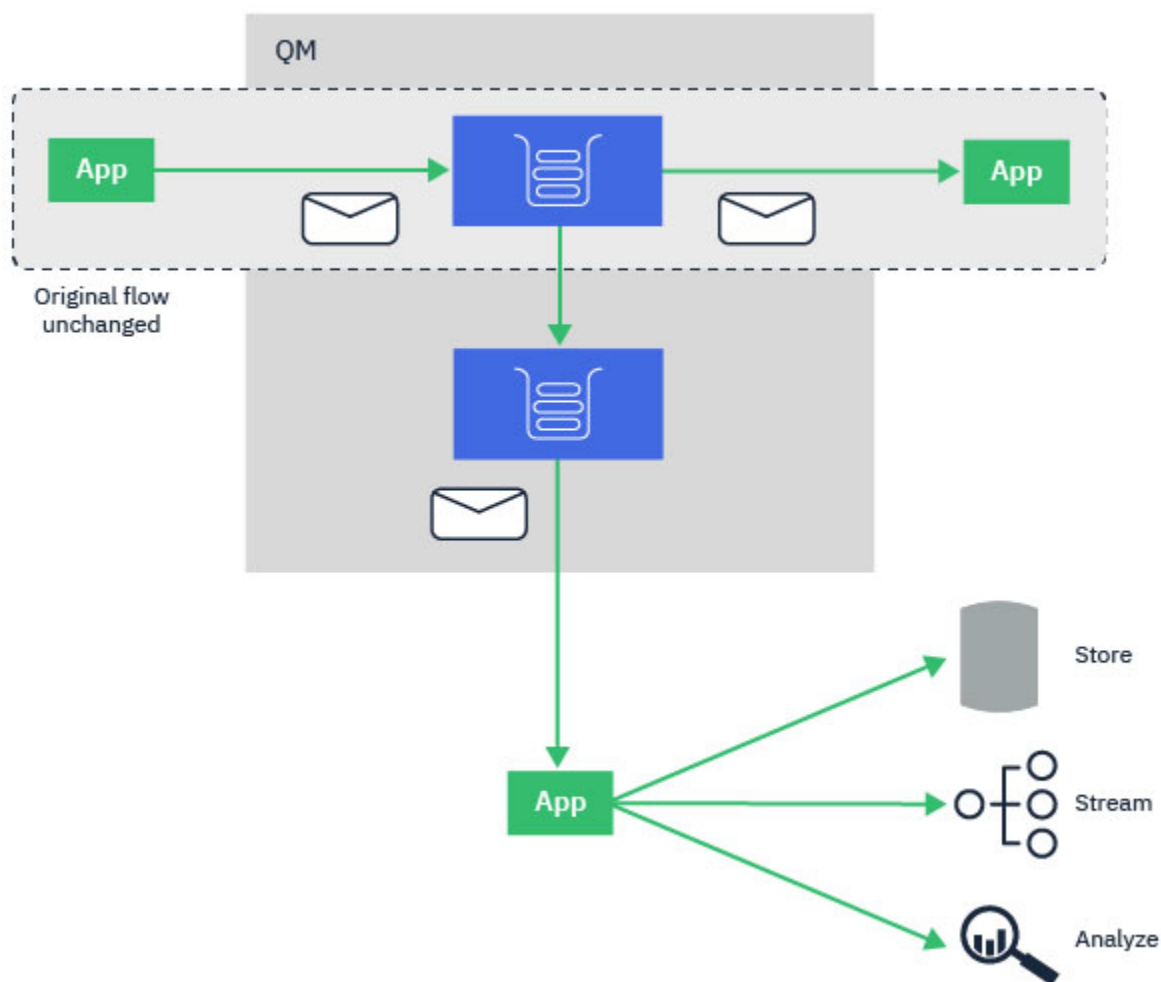 QM
App
App
Original flow
unchanged
Store
App
Stream
Analyze